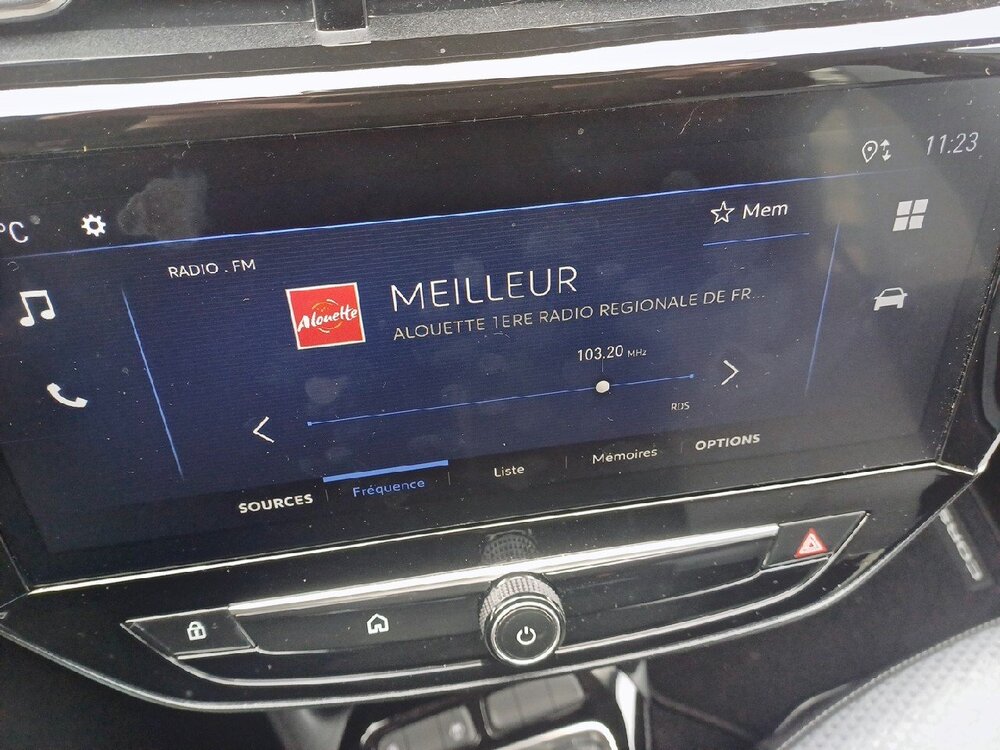 11:23
°C
Mem
RADIO . FM
Alouette
MEILLEUR
ALOUETTE 1ERE RADIO REGIONALE DE FR...
103.20 MHz
RDS
SOURCES
Fréquence
Liste
Mémoires
OPTIONS